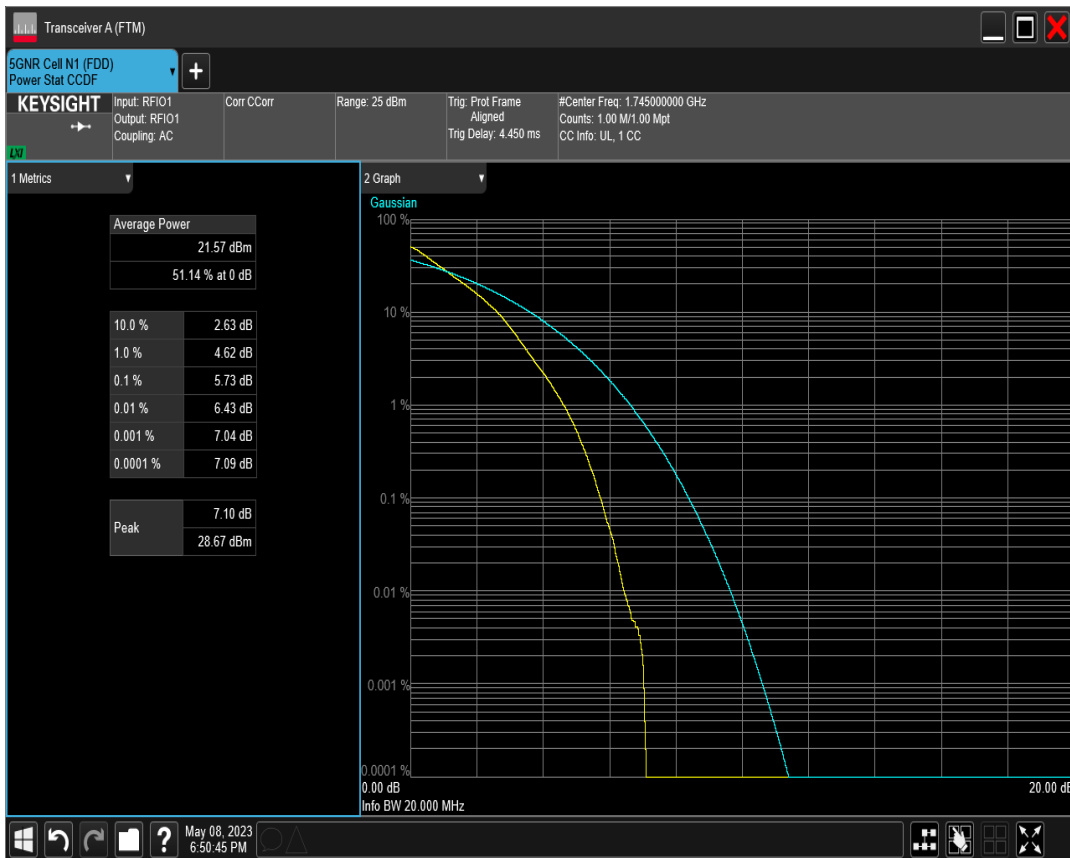 Transceiver A (FTM)
5GNR Cell N1 (FDD)
Power Stat CCDF
KEYSIGHT
LXI
Input: RFIO1
Output: RFIO1
Coupling: AC
Corr CCorr
Range: 25 dBm
Trig: Prot Frame
Aligned
Trig Delay: 4.450 ms
#Center Freq: 1.745000000 GHz
Counts: 1.00 M/1.00 Mpt
CC Info: UL, 1 CC
1 Metrics
Average Power
21.57 dBm
51.14 % at 0 dB
10.0 % 2.63 dB
1.0 % 4.62 dB
0.1 % 5.73 dB
0.01 % 6.43 dB
0.001 % 7.04 dB
0.0001 % 7.09 dB
Peak 7.10 dB
28.67 dBm
2 Graph
Gaussian
100 %
10 %
1 %
0.1 %
0.01 %
0.001 %
0.0001 %
0.00 dB 20.00 dB
Info BW 20.000 MHz
May 08, 2023
6:50:45 PM